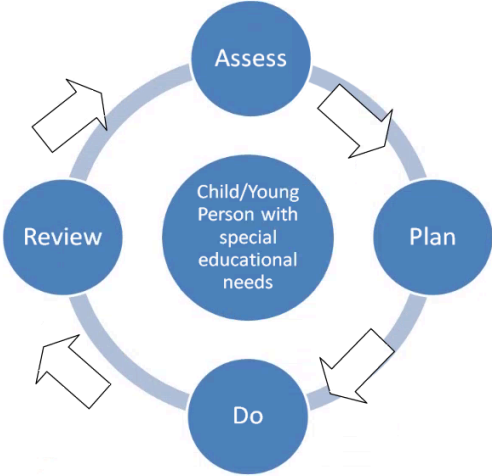 Assess
Child/Young
Person with
special
educational
needs
Review
Plan
Do